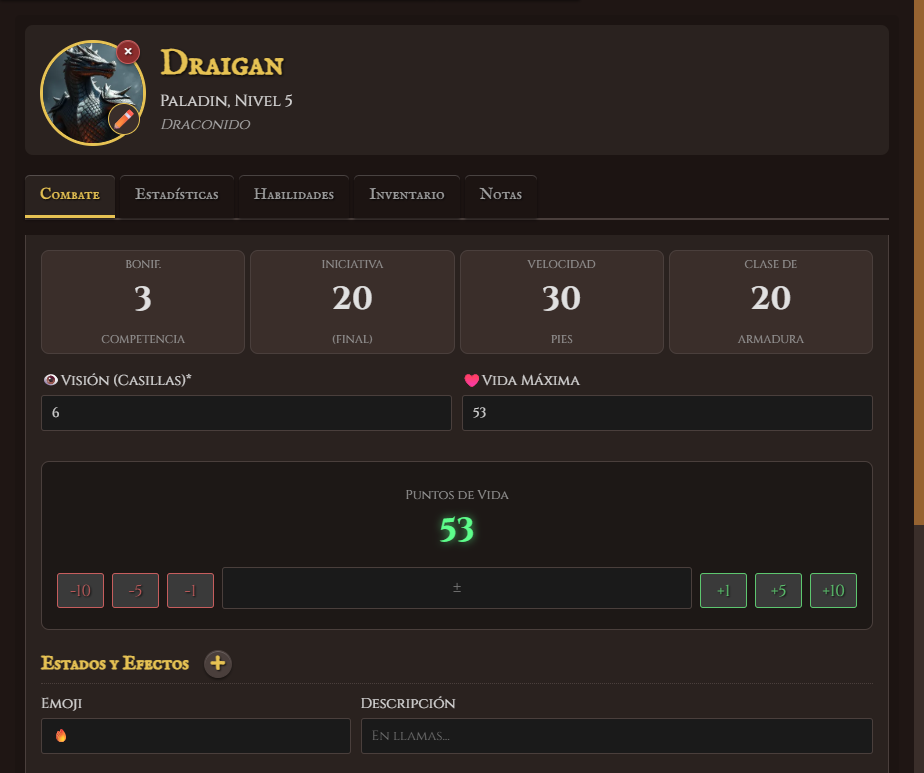 Draigan
Paladin, Nivel 5
Draconido
Combate Estadísticas Habilidades Inventario Notas
BONIF. INICIATIVA VELOCIDAD CLASE DE
3 20 30 20
COMPETENCIA (FINAL) PIES ARMADURA
👁️ Visión (Casillas)* 💗 Vida Máxima
6 53
Puntos de Vida
53
-10 -5 -1 ± +1 +5 +10
Estados y Efectos +
Emoji Descripción
🔥 En llamas...